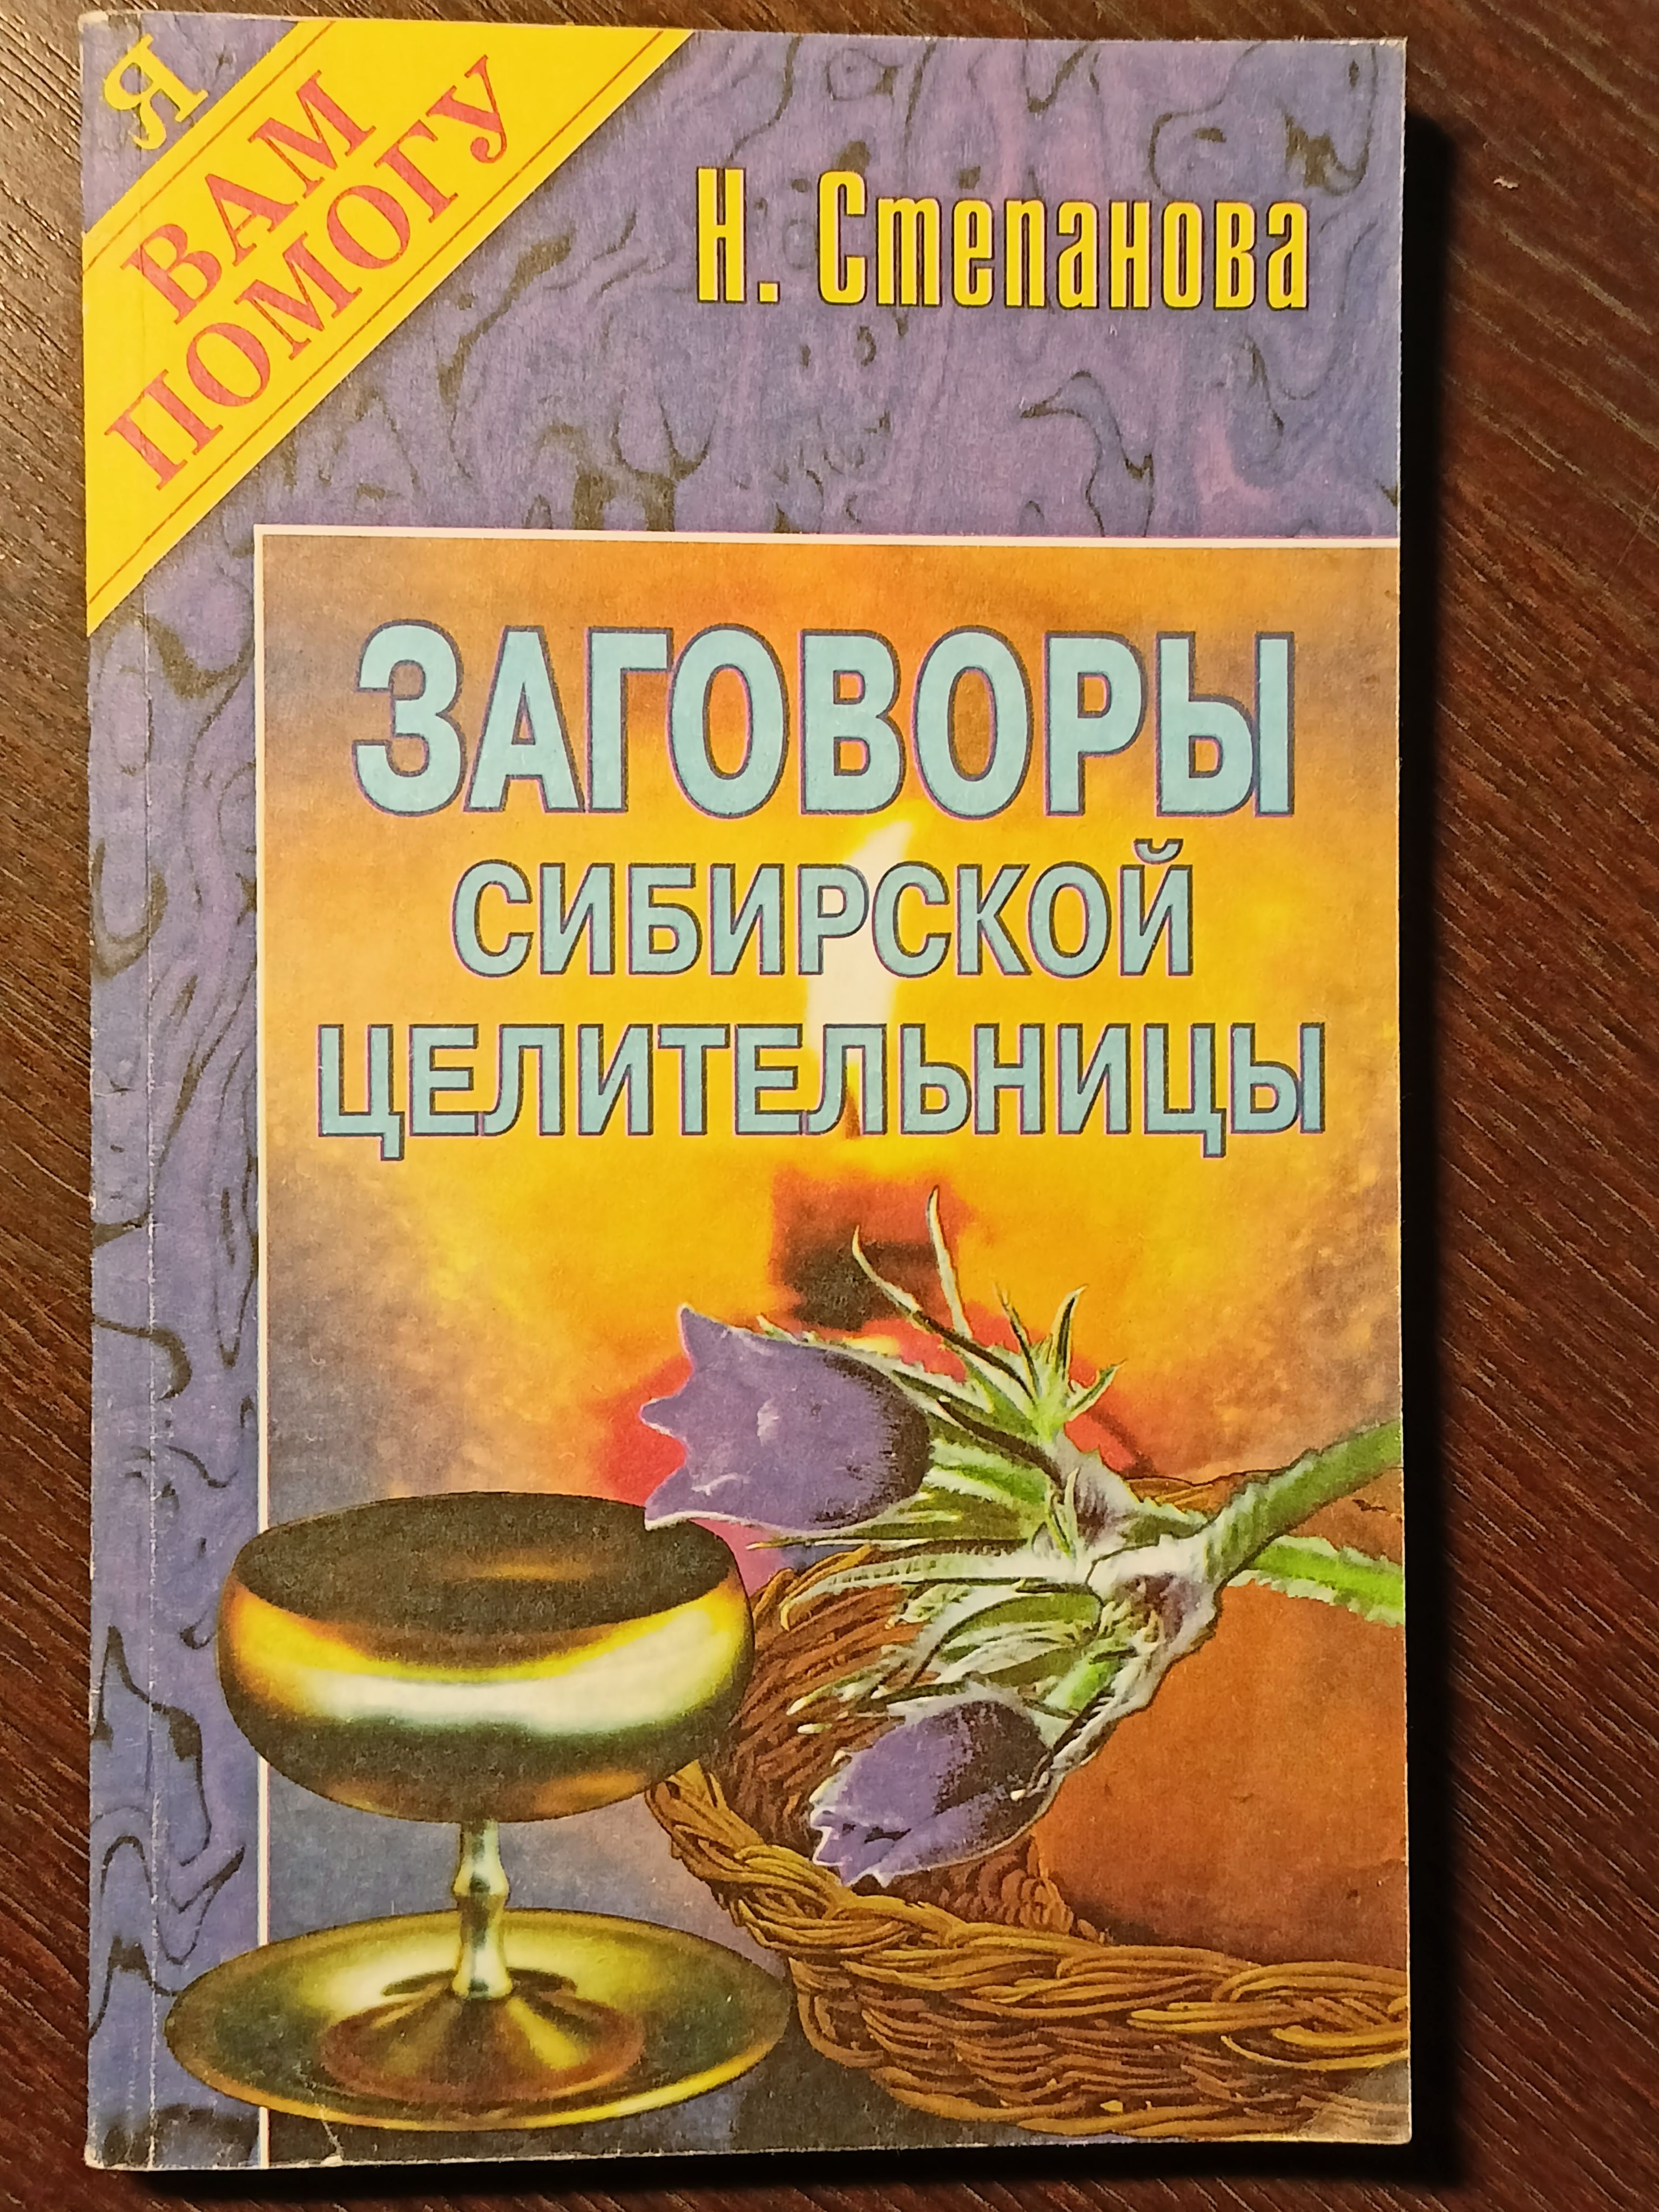 Я
ВАМ
ПОМОГУ
Н. Степанова
ЗАГОВОРЫ
СИБИРСКОЙ
ЦЕЛИТЕЛЬНИЦЫ